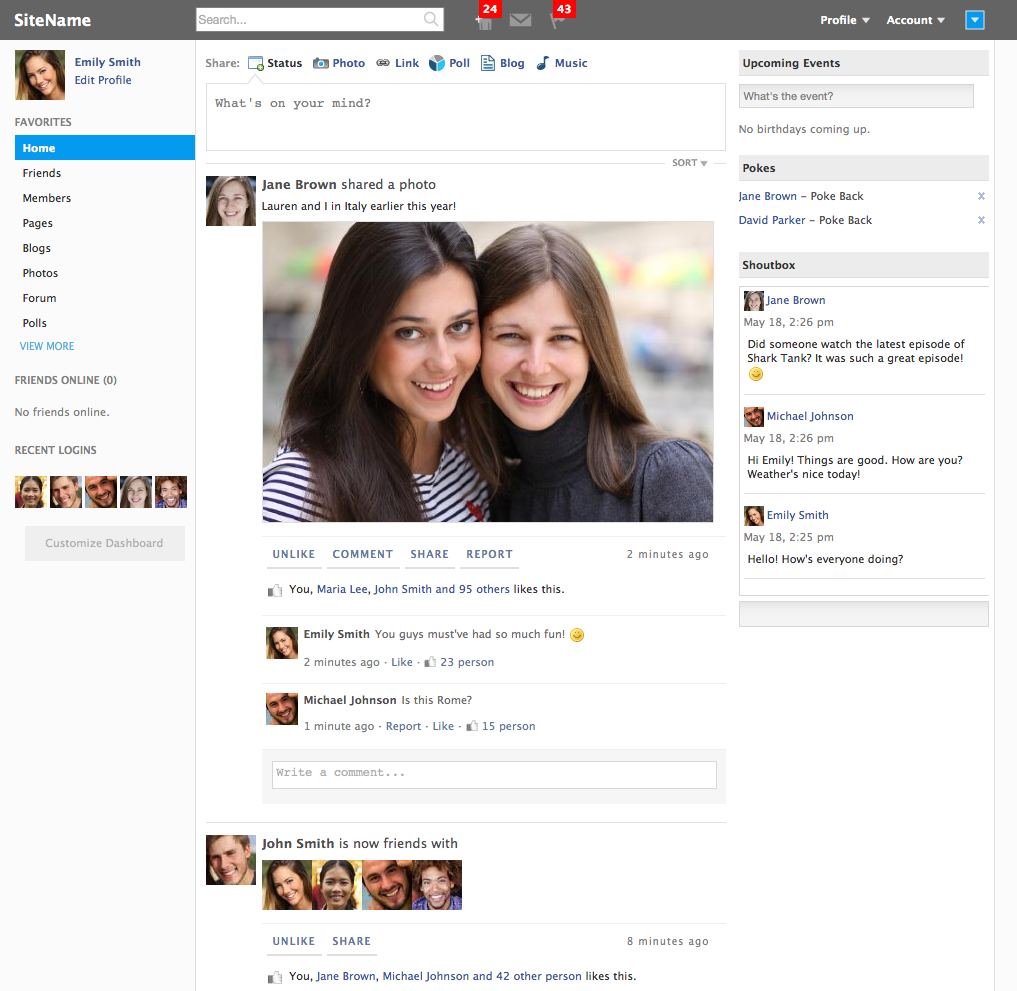 SiteName
Search...
24
43
Profile
Account
Emily Smith
Edit Profile
FAVORITES
Home
Friends
Members
Pages
Blogs
Photos
Forum
Polls
VIEW MORE
FRIENDS ONLINE (0)
No friends online.
RECENT LOGINS
Customize Dashboard
Share: Status Photo Link Poll Blog Music
What's on your mind?
SORT
Jane Brown shared a photo
Lauren and I in Italy earlier this year!
UNLIKE COMMENT SHARE REPORT 2 minutes ago
You, Maria Lee, John Smith and 95 others likes this.
Emily Smith You guys must've had so much fun!
2 minutes ago · Like · 23 person
Michael Johnson Is this Rome?
1 minute ago · Report · Like · 15 person
Write a comment...
John Smith is now friends with
UNLIKE SHARE 8 minutes ago
You, Jane Brown, Michael Johnson and 42 other person likes this.
Upcoming Events
What's the event?
No birthdays coming up.
Pokes
Jane Brown – Poke Back x
David Parker – Poke Back x
Shoutbox
Jane Brown
May 18, 2:26 pm
Did someone watch the latest episode of
Shark Tank? It was such a great episode!
Michael Johnson
May 18, 2:26 pm
Hi Emily! Things are good. How are you?
Weather's nice today!
Emily Smith
May 18, 2:25 pm
Hello! How's everyone doing?